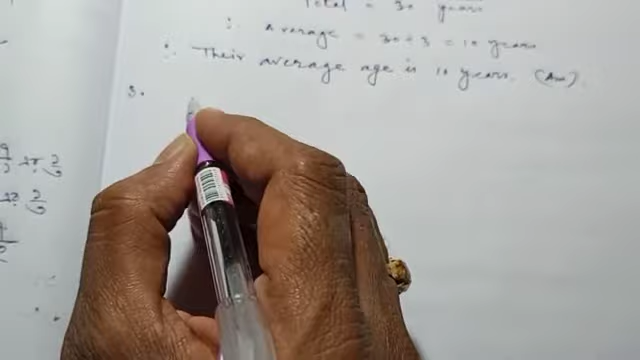 Total = 30 years
∴ Average = 30 ÷ 3 = 10 years
∴ Their average age is 10 years. (Ans).
3.